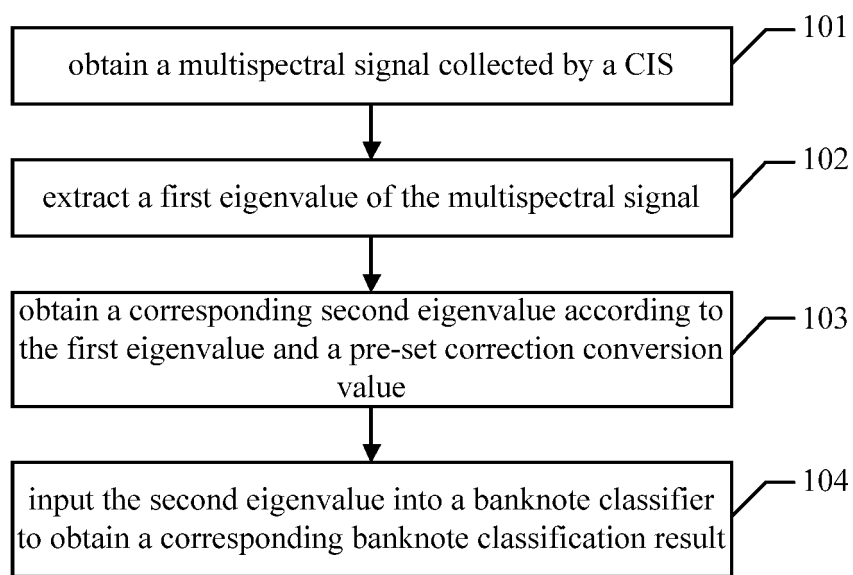 101
obtain a multispectral signal collected by a CIS
102
extract a first eigenvalue of the multispectral signal
103
obtain a corresponding second eigenvalue according to
the first eigenvalue and a pre-set correction conversion
value
104
input the second eigenvalue into a banknote classifier
to obtain a corresponding banknote classification result